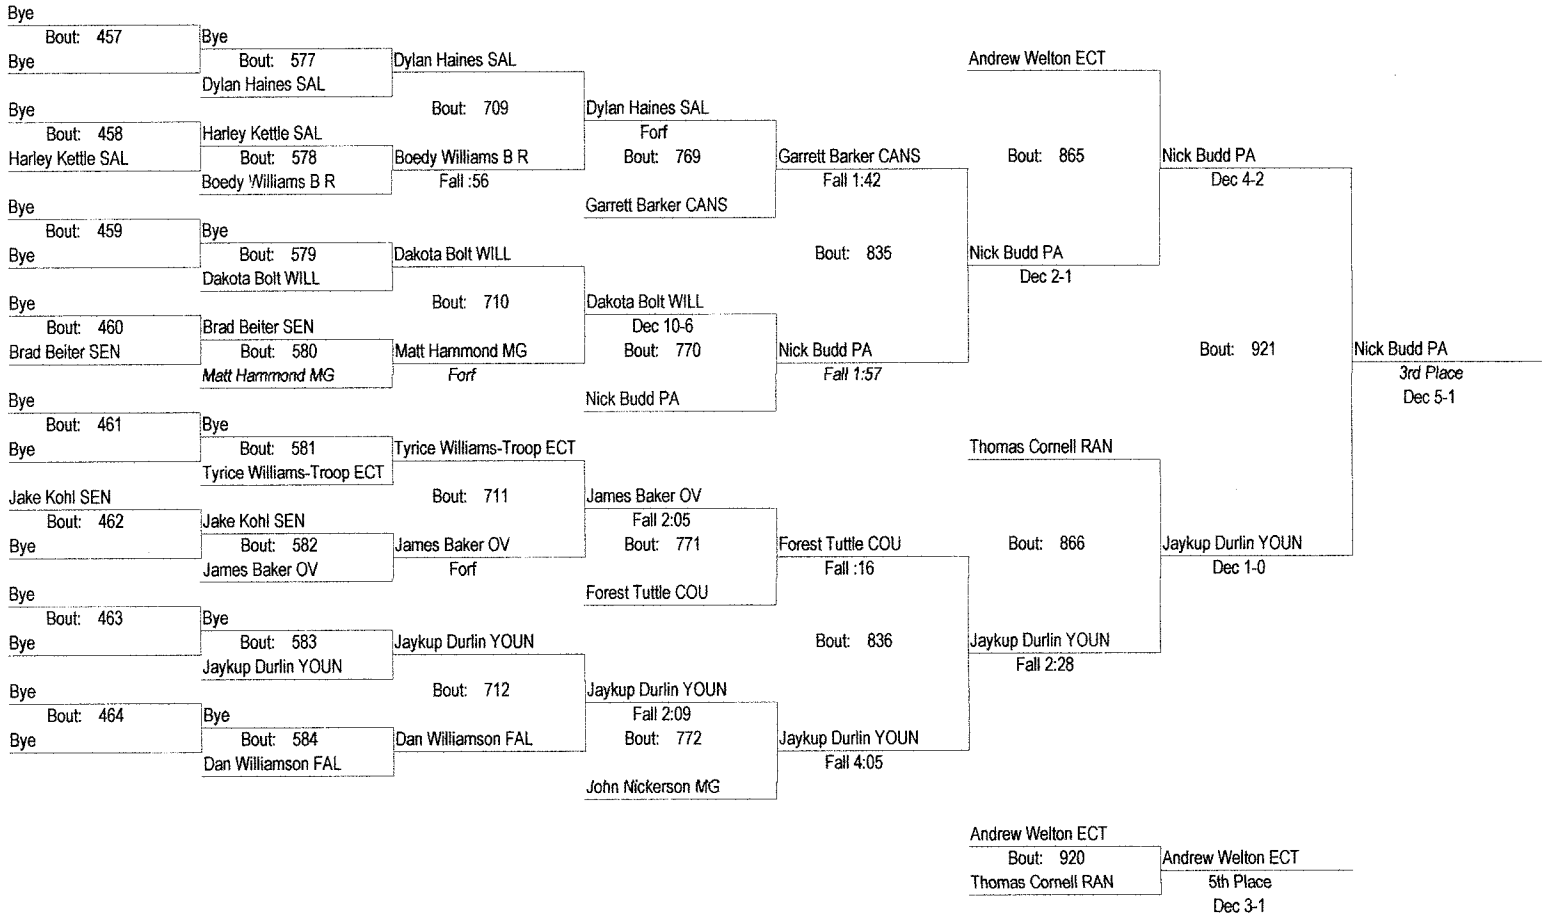 Bye
Bout: 457
Bye
Bye
Bout: 458
Harley Kettle SAL
Bye
Bout: 459
Bye
Bye
Bout: 460
Brad Beiter SEN
Bye
Bout: 461
Bye
Jake Kohl SEN
Bout: 462
Bye
Bye
Bout: 463
Bye
Bye
Bout: 464
Bye
Bye
Bout: 577
Dylan Haines SAL
Harley Kettle SAL
Bout: 578
Boedy Williams B R
Bye
Bout: 579
Dakota Bolt WILL
Brad Beiter SEN
Bout: 580
Matt Hammond MG
Bye
Bout: 581
Tyrice Williams-Troop ECT
Jake Kohl SEN
Bout: 582
James Baker OV
Bye
Bout: 583
Jaykup Durlin YOUN
Bye
Bout: 584
Dan Williamson FAL
Dylan Haines SAL
Bout: 709
Boedy Williams B R
Fall :56
Dakota Bolt WILL
Bout: 710
Matt Hammond MG
Forf
Tyrice Williams-Troop ECT
Bout: 711
James Baker OV
Forf
Jaykup Durlin YOUN
Bout: 712
Dan Williamson FAL
Dylan Haines SAL
Forf
Bout: 769
Garrett Barker CANS
Dakota Bolt WILL
Dec 10-6
Bout: 770
Nick Budd PA
James Baker OV
Fall 2:05
Bout: 771
Forest Tuttle COU
Jaykup Durlin YOUN
Fall 2:09
Bout: 772
John Nickerson MG
Garrett Barker CANS
Fall 1:42
Bout: 835
Nick Budd PA
Fall 1:57
Forest Tuttle COU
Fall :16
Bout: 836
Jaykup Durlin YOUN
Fall 4:05
Andrew Welton ECT
Bout: 865
Nick Budd PA
Dec 2-1
Thomas Cornell RAN
Bout: 866
Jaykup Durlin YOUN
Fall 2:28
Nick Budd PA
Dec 4-2
Bout: 921
Jaykup Durlin YOUN
Dec 1-0
Nick Budd PA
3rd Place
Dec 5-1
Andrew Welton ECT
Bout: 920
Thomas Cornell RAN
Andrew Welton ECT
5th Place
Dec 3-1